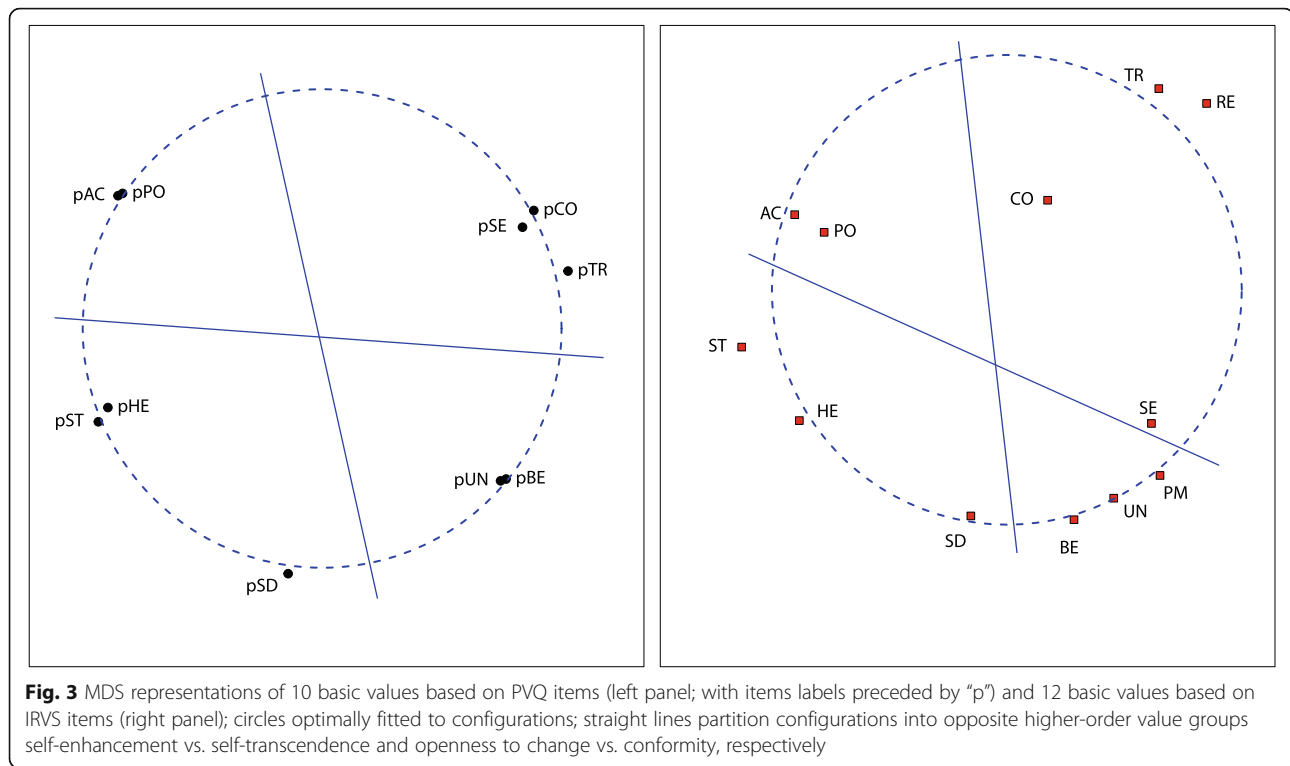 pAC
pPO
pCO
pSE
pTR
pHE
pST
pUN
pBE
pSD
TR
RE
CO
AC
PO
ST
HE
SE
PM
UN
SD
BE
Fig. 3 MDS representations of 10 basic values based on PVQ items (left panel; with items labels preceded by “p”) and 12 basic values based on
IRVS items (right panel); circles optimally fitted to configurations; straight lines partition configurations into opposite higher-order value groups
self-enhancement vs. self-transcendence and openness to change vs. conformity, respectively